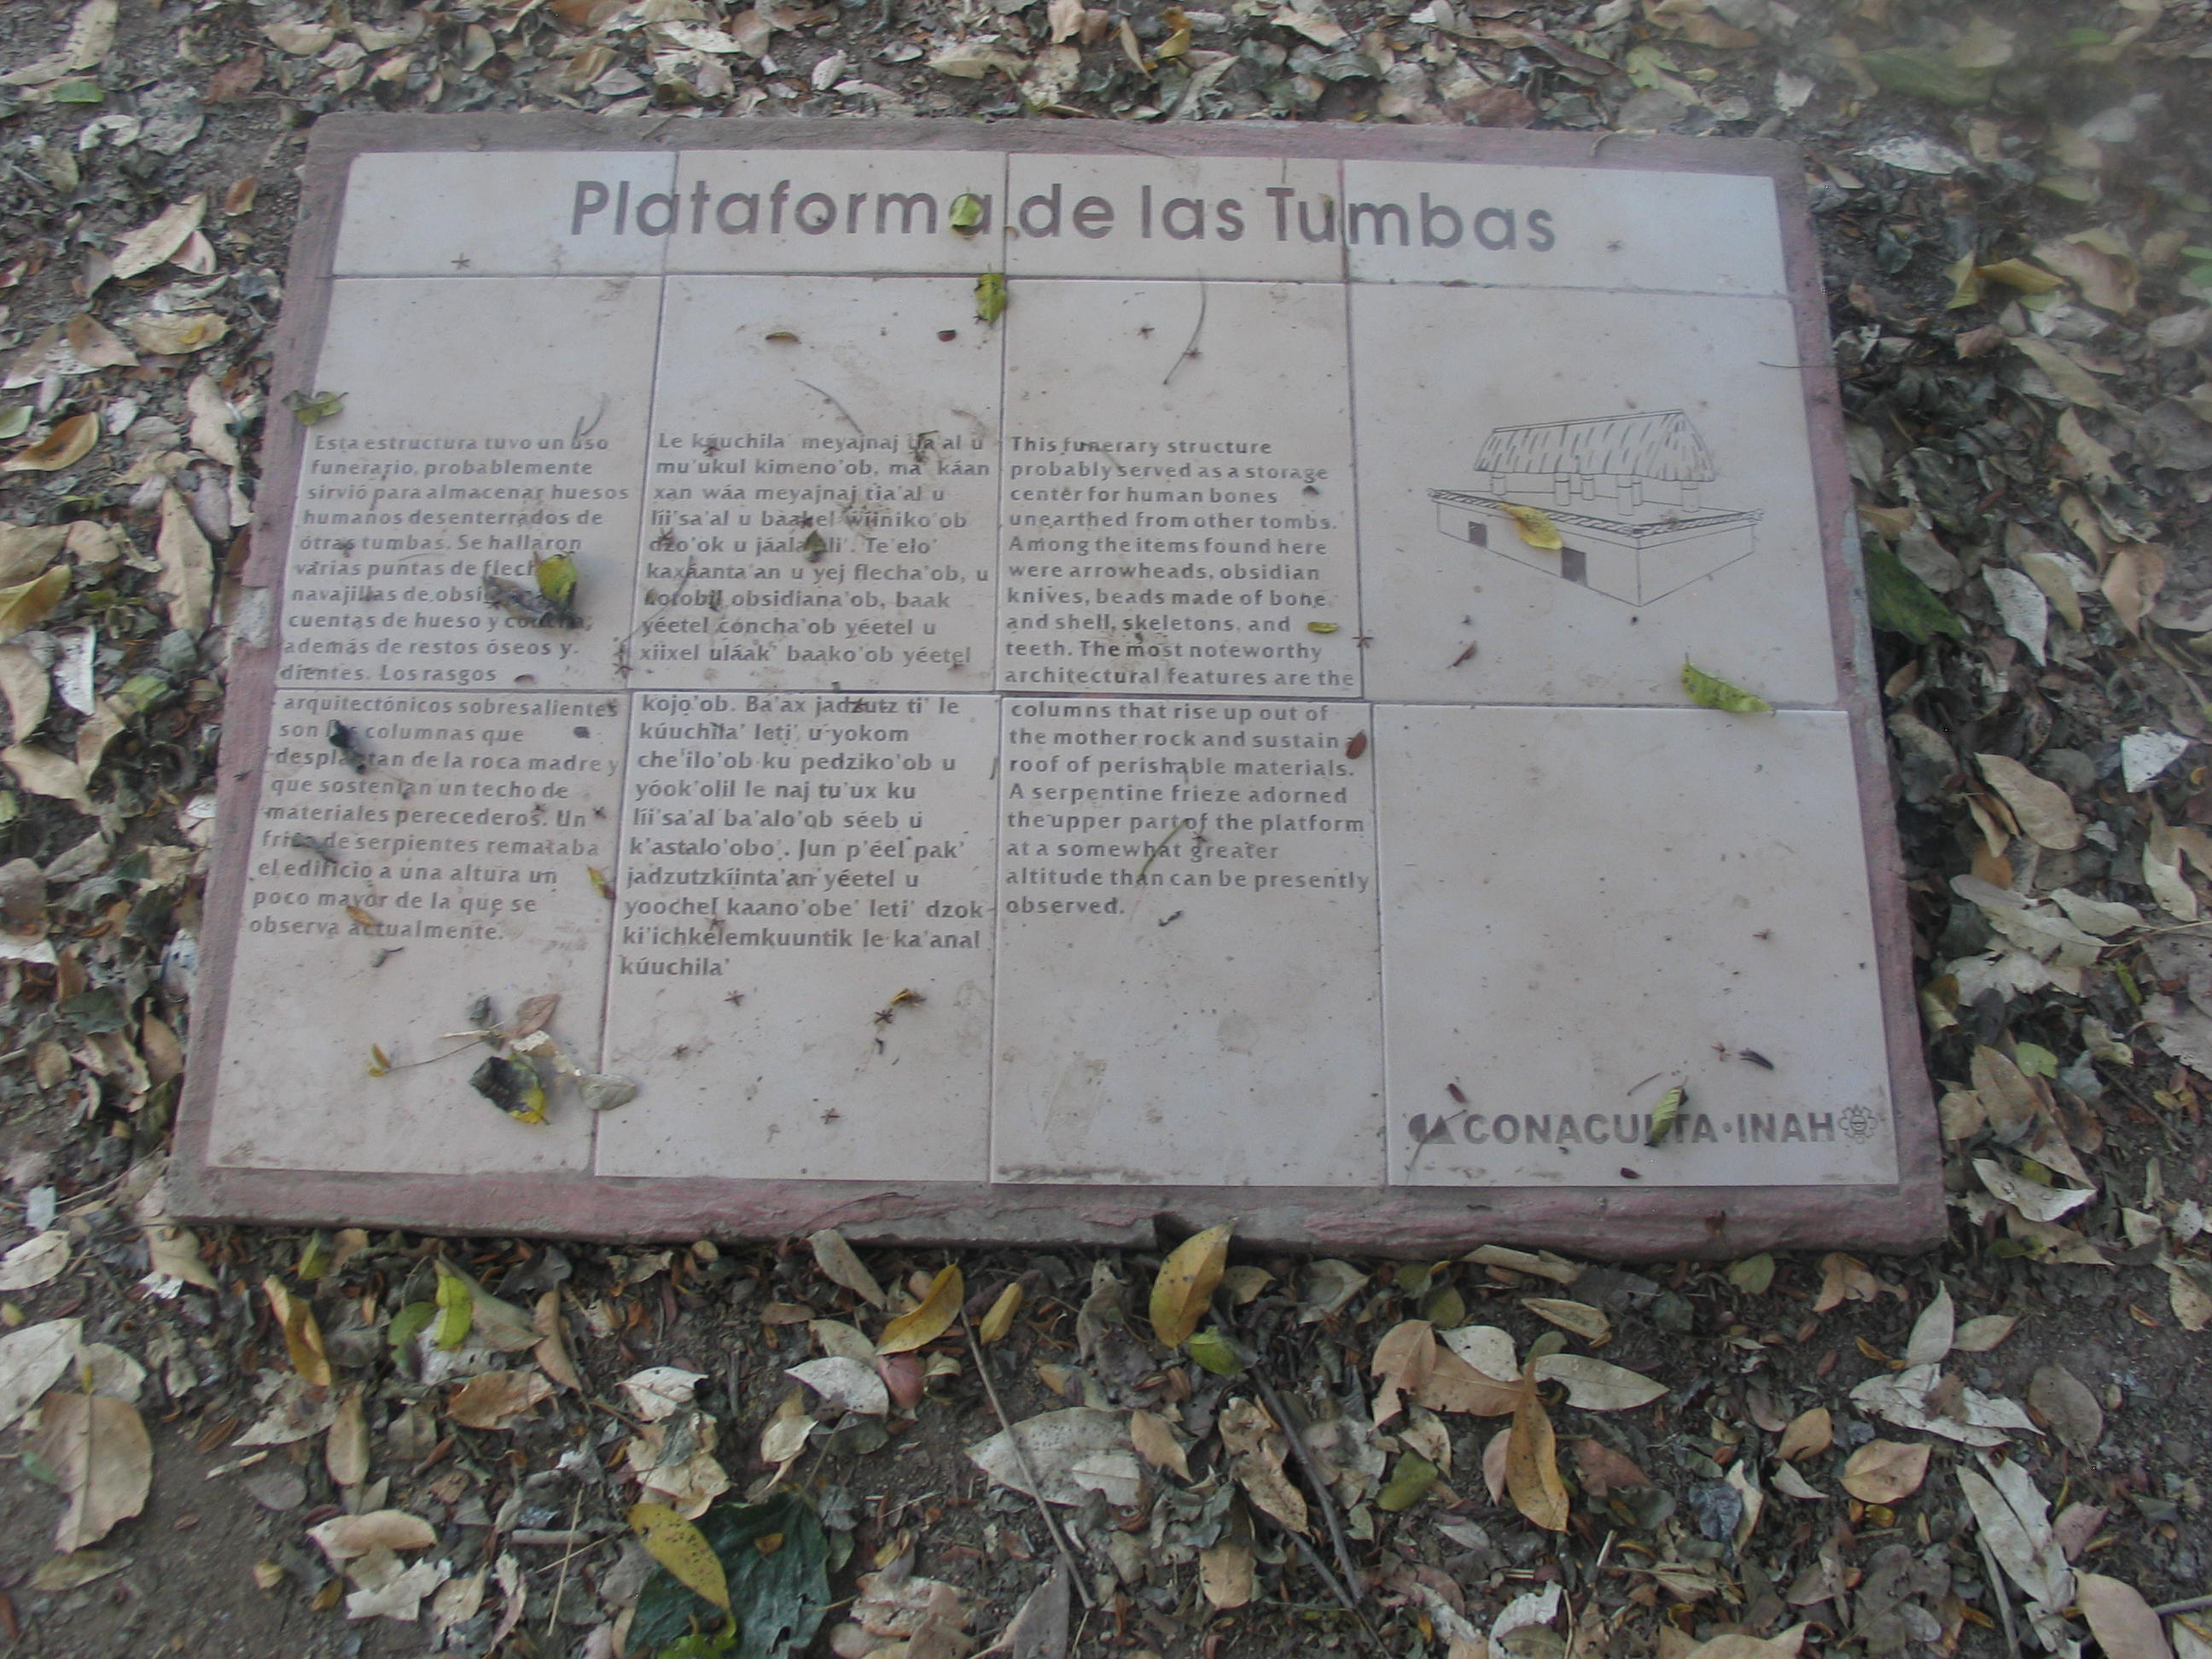 Plataforma de las Tumbas
Esta estructura tuvo un uso
funerario, probablemente
sirvió para almacenar huesos
humanos desenterrados de
otras tumbas. Se hallaron
varias puntas de
navajillas de
cuentas de hueso y
además de restos óseos y
dientes. Los rasgos
arquitectónicos sobresalientes
son columnas que
desplantan de la roca madre y
que sostenían un techo de
materiales perecederos. Un
friso de serpientes remataba
el edificio a una altura un
poco mayor de la que se
observa actualmente.
Le kúuchila' meyajnaj tia'al u
mu'ukul kimeno'ob, ma' káan
xan wáa meyajnaj tia'al u
líi'sa'al u baakel wíiniko'ob
dzo'ok u Te'elo'
kaxáanta'an u yej flecha'ob, u
obsidiana'ob, baak
yéetel concha'ob yéetel u
xiixel uláak' baako'ob yéetel
kojo'ob. Ba'ax jadzutz ti' le
kúuchila' leti' u yokom
che'ilo'ob ku pedziko'ob u
yóok'olil le naj tu'ux ku
líi'sa'al ba'alo'ob séeb u
k'astalo'obo'. Jun p'éel pak'
jadzutzkíinta'an yéetel u
yoochel kaano'obe' leti' dzok
ki'ichkelemkuuntik le ka'anal
kúuchila'
This funerary structure
probably served as a storage
center for human bones
unearthed from other tombs.
Among the items found here
were arrowheads, obsidian
knives, beads made of bone
and shell, skeletons, and
teeth. The most noteworthy
architectural features are the
columns that rise up out of
the mother rock and sustain
roof of perishable materials.
A serpentine frieze adorned
the upper part of the platform
at a somewhat greater
altitude than can be presently
observed.
CONACULTA·INAH